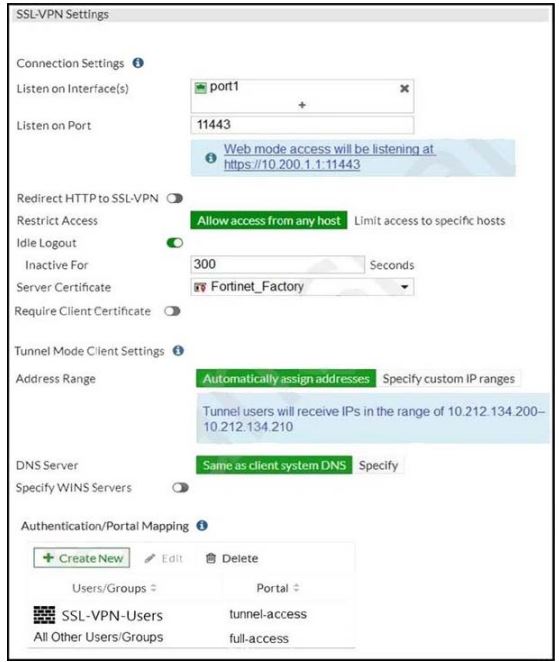 SSL-VPN Settings
Connection Settings
Listen on Interface(s) port1
Listen on Port 11443
Web mode access will be listening at
https://10.200.1.1:11443
Redirect HTTP to SSL-VPN
Restrict Access Allow access from any host Limit access to specific hosts
Idle Logout
Inactive For 300 Seconds
Server Certificate Fortinet_Factory
Require Client Certificate
Tunnel Mode Client Settings
Address Range Automatically assign addresses Specify custom IP ranges
Tunnel users will receive IPs in the range of 10.212.134.200–
10.212.134.210
DNS Server Same as client system DNS Specify
Specify WINS Servers
Authentication/Portal Mapping
+ Create New Edit Delete
Users/Groups Portal
SSL-VPN-Users tunnel-access
All Other Users/Groups full-access